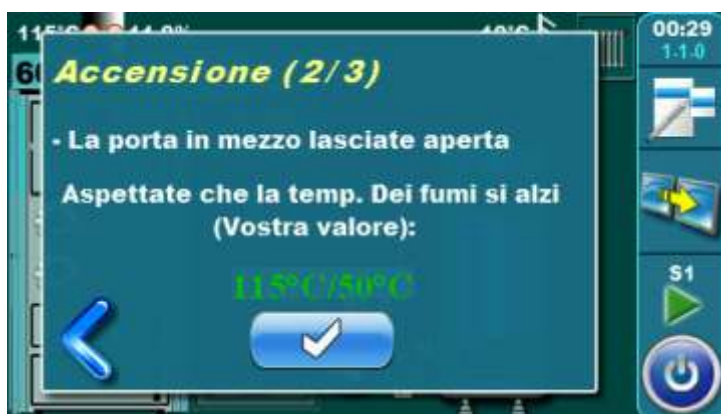 00:29
1-1-0
Accensione (2/3)
- La porta in mezzo lasciate aperta
Aspettate che la temp. Dei fumi si alzi
(Vostra valore):
115°C/50°C
S1